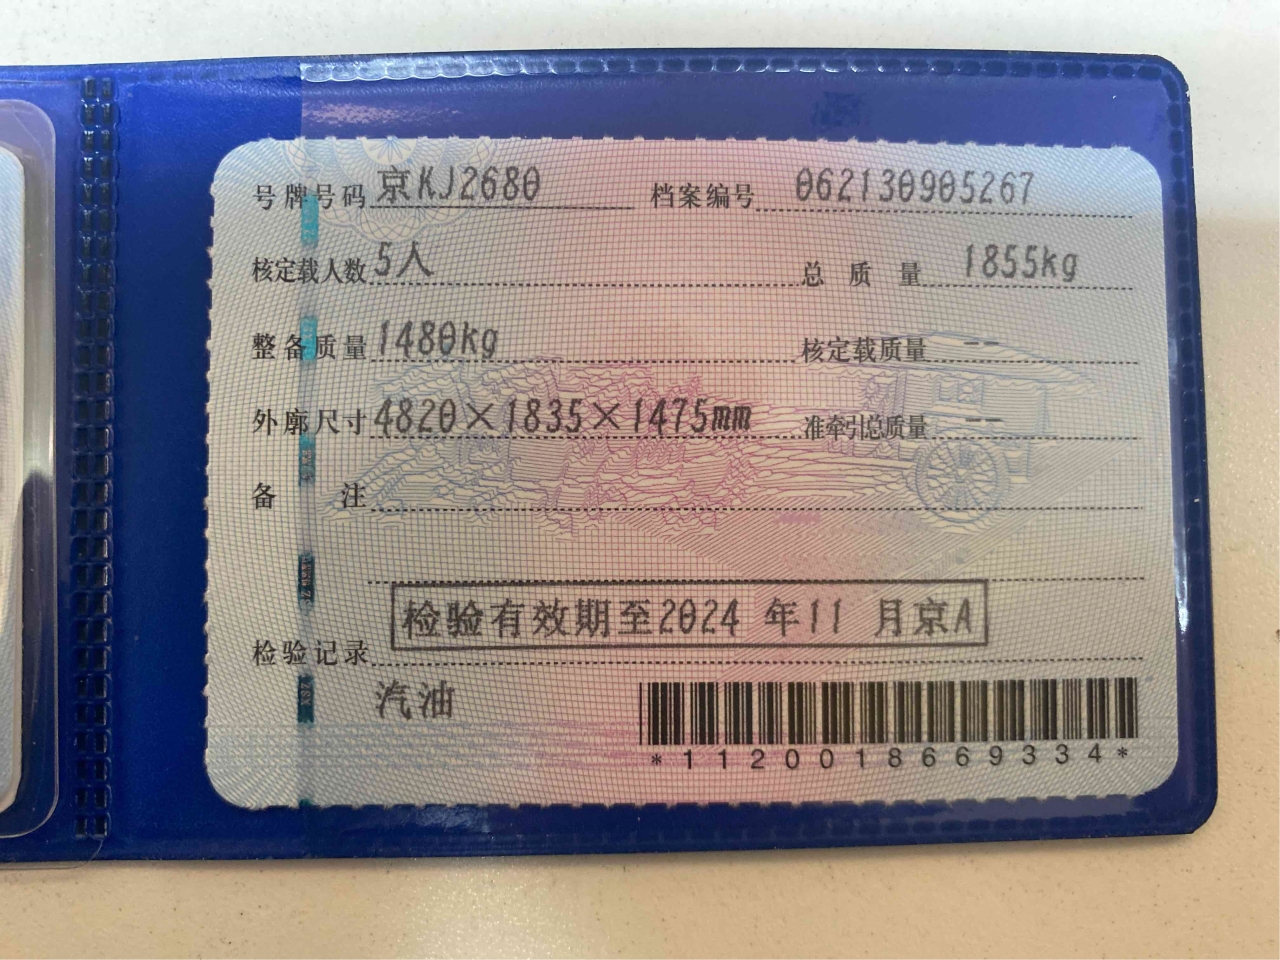 号牌号码 京KJ2680 档案编号 062130905267
核定载人数 5人 总质量 1855kg
整备质量 1480kg 核定载质量 --
外廓尺寸 4820×1835×1475mm 准牵引总质量 --
备注
检验有效期至2024 年11 月京A
检验记录
汽油
*1120018669334*